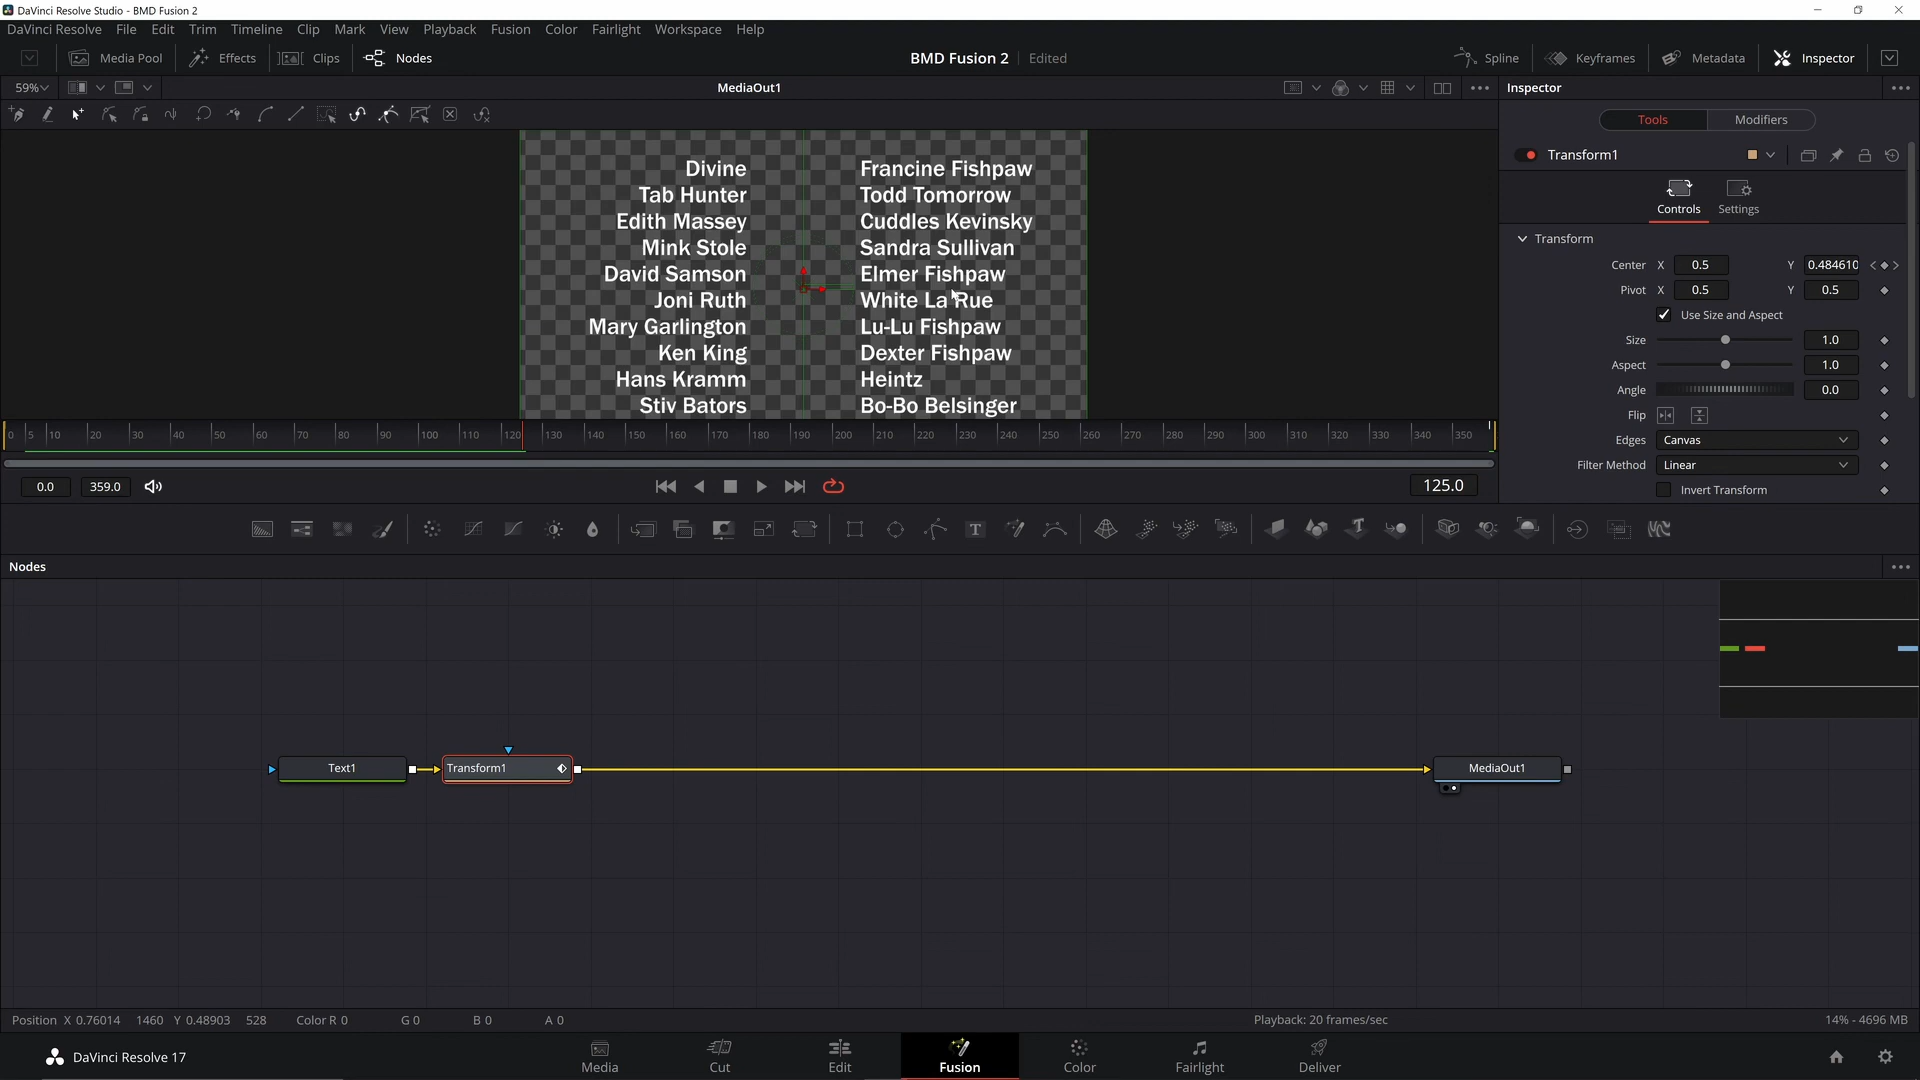 DaVinci Resolve Studio - BMD Fusion 2
DaVinci Resolve File Edit Trim Timeline Clip Mark View Playback Fusion Color Fairlight Workspace Help
Media Pool Effects Clips Nodes BMD Fusion 2 Edited Spline Keyframes Metadata Inspector
59% MediaOut1 Inspector
Tools Modifiers
Transform1
Controls Settings
Transform
Center X 0.5 Y 0.484610
Pivot X 0.5 Y 0.5
Use Size and Aspect
Size 1.0
Aspect 1.0
Angle 0.0
Flip
Edges Canvas
Filter Method Linear
Invert Transform
Divine Francine Fishpaw
Tab Hunter Todd Tomorrow
Edith Massey Cuddles Kevinsky
Mink Stole Sandra Sullivan
David Samson Elmer Fishpaw
Joni Ruth White La Rue
Mary Garlington Lu-Lu Fishpaw
Ken King Dexter Fishpaw
Hans Kramm Heintz
Stiv Bators Bo-Bo Belsinger
0 5 10 20 30 40 50 60 70 80 90 100 110 120 130 140 150 160 170 180 190 200 210 220 230 240 250 260 270 280 290 300 310 320 330 340 350
0.0 359.0 125.0
Nodes
Text1 Transform1 MediaOut1
Position X 0.76014 1460 Y 0.48903 528 Color R 0 G 0 B 0 A 0 Playback: 20 frames/sec 14% - 4696 MB
DaVinci Resolve 17 Media Cut Edit Fusion Color Fairlight Deliver